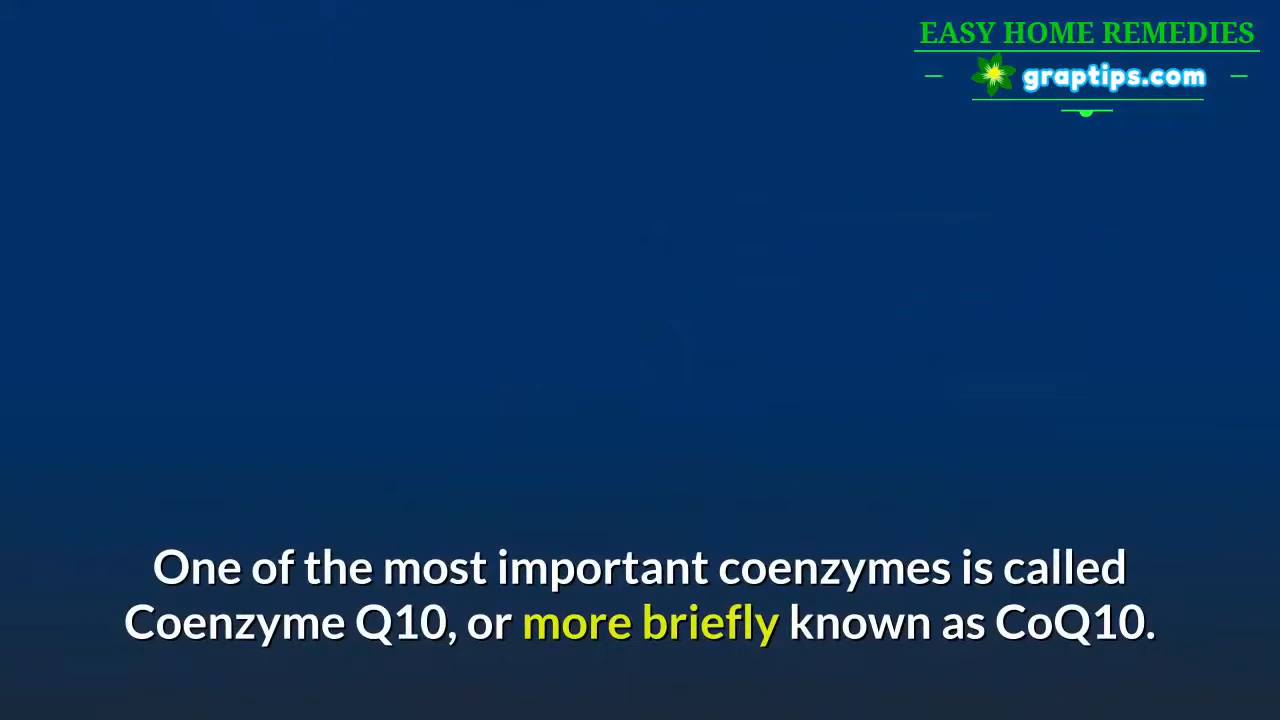 EASY HOME REMEDIES
graptips.com
One of the most important coenzymes is called
Coenzyme Q10, or more briefly known as CoQ10.